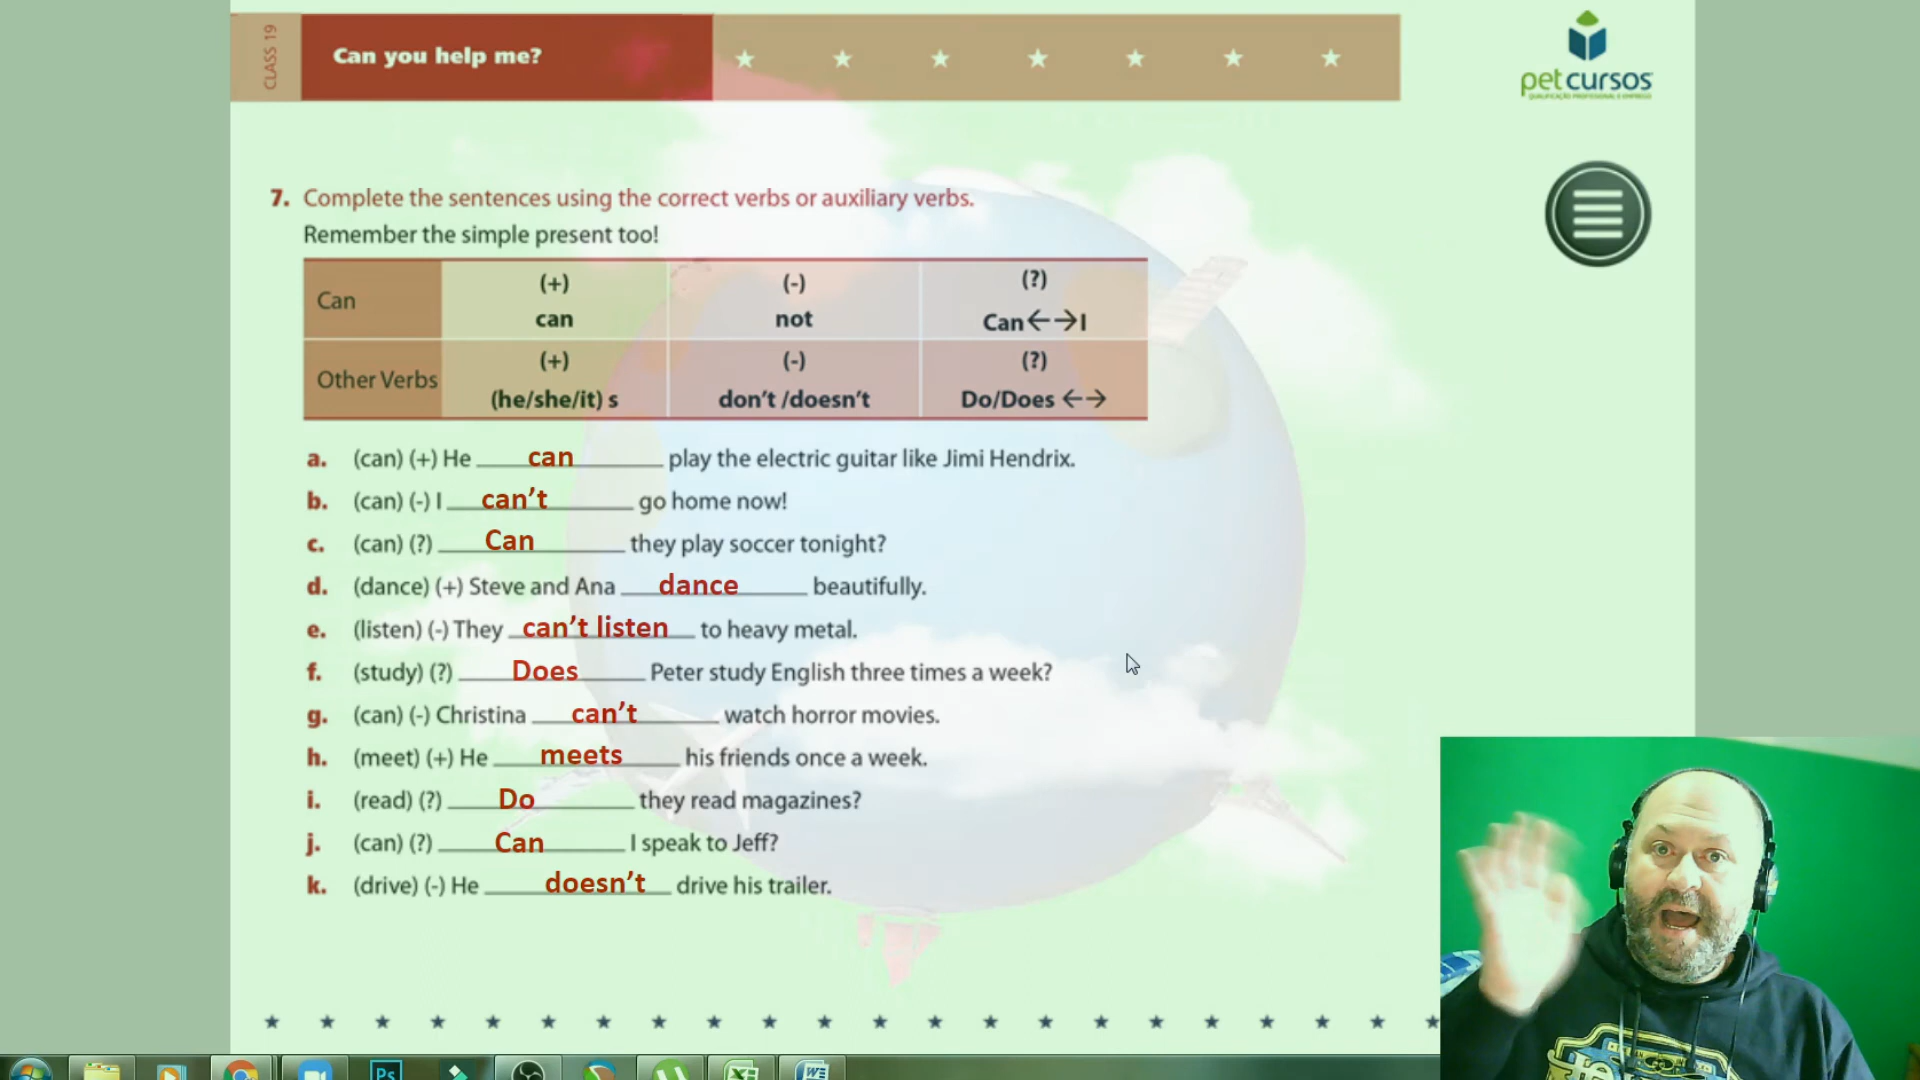 CLASS 19
Can you help me?
petcursos
QUALIFICAÇÃO PROFISSIONAL E EMPREGO
7. Complete the sentences using the correct verbs or auxiliary verbs.
Remember the simple present too!
Can (+) can (-) not (?) Can←→I
Other Verbs (+) (he/she/it) s (-) don't /doesn't (?) Do/Does ←→
a. (can) (+) He can play the electric guitar like Jimi Hendrix.
b. (can) (-) I can't go home now!
c. (can) (?) Can they play soccer tonight?
d. (dance) (+) Steve and Ana dance beautifully.
e. (listen) (-) They can't listen to heavy metal.
f. (study) (?) Does Peter study English three times a week?
g. (can) (-) Christina can't watch horror movies.
h. (meet) (+) He meets his friends once a week.
i. (read) (?) Do they read magazines?
j. (can) (?) Can I speak to Jeff?
k. (drive) (-) He doesn't drive his trailer.
Ps